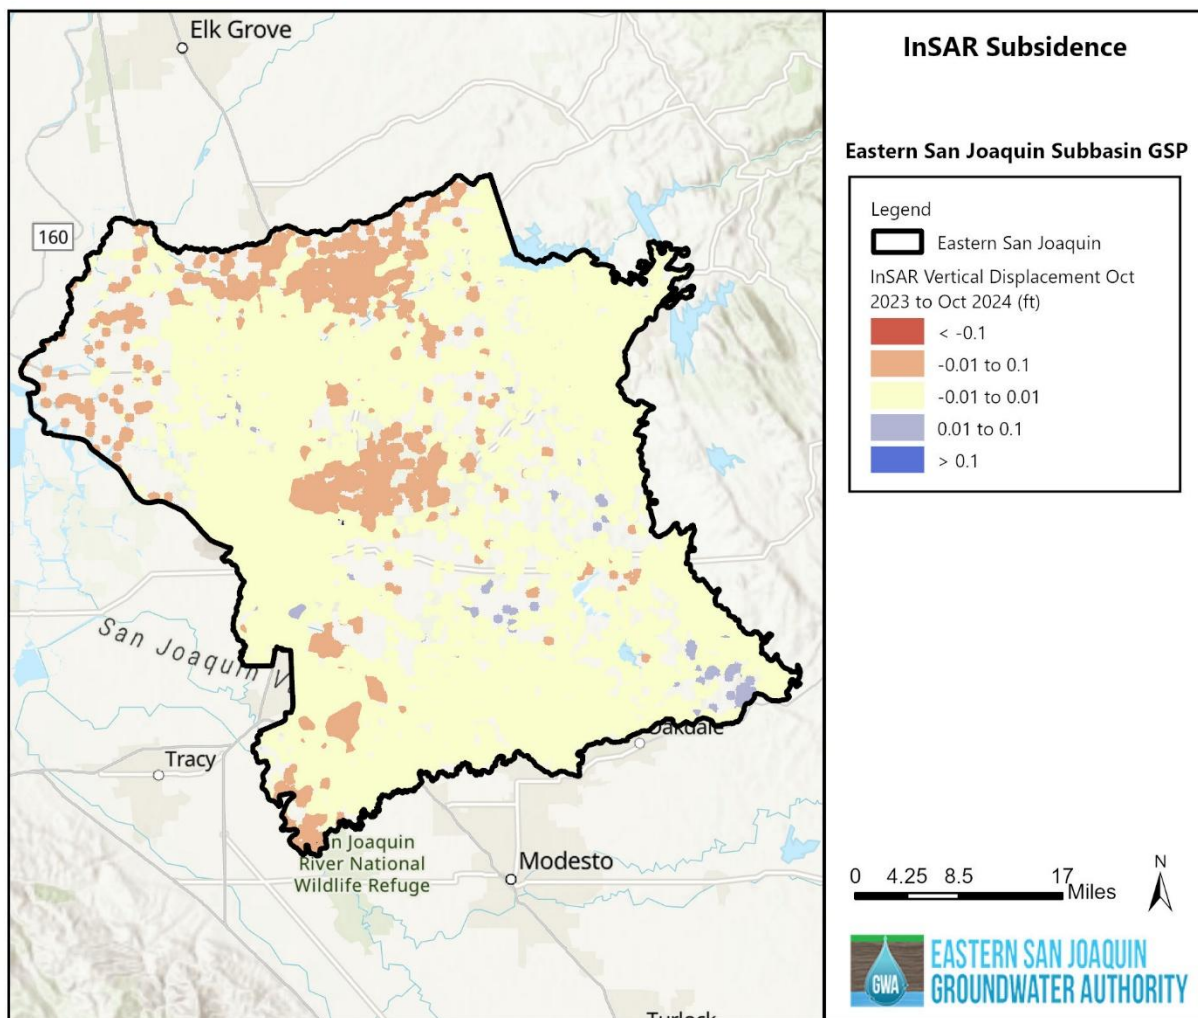 Elk Grove
160
San Joaquin V
Tracy
Oakdale
n Joaquin
River National
Wildlife Refuge
Modesto
Turlock
InSAR Subsidence
Eastern San Joaquin Subbasin GSP
Legend
Eastern San Joaquin
InSAR Vertical Displacement Oct
2023 to Oct 2024 (ft)
< -0.1
-0.01 to 0.1
-0.01 to 0.01
0.01 to 0.1
> 0.1
0 4.25 8.5 17
Miles
N
GWA
EASTERN SAN JOAQUIN
GROUNDWATER AUTHORITY